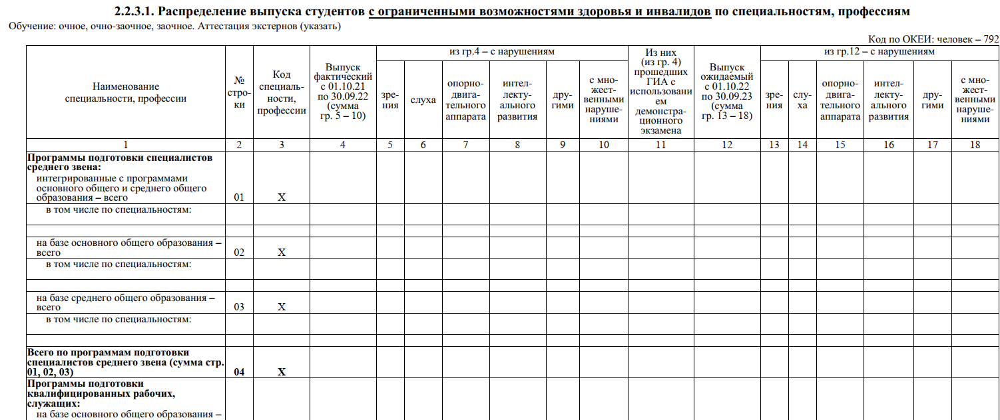 2.2.3.1. Распределение выпуска студентов с ограниченными возможностями здоровья и инвалидов по специальностям, профессиям
Обучение: очное, очно-заочное, заочное. Аттестация экстернов (указать)
Код по ОКЕИ: человек – 792
Наименование
специальности, профессии
№
стро-
ки
Код
специаль-
ности,
профессии
Выпуск
фактический
с 01.10.21
по 30.09.22
(сумма
гр. 5 – 10)
из гр.4 – с нарушениям
зре-
ния
слуха
опорно-
двига-
тельного
аппарата
интел-
лекту-
ального
развития
дру-
гими
с мно-
жест-
венными
наруше-
ниями
Из них
(из гр. 4)
прошедших
ГИА с
использовани
ем
демонстра-
ционного
экзамена
Выпуск
ожидаемый
с 01.10.22
по 30.09.23
(сумма
гр. 13 – 18)
из гр.12 – с нарушениям
зре-
ния
слу-
ха
опорно-
двига-
тельного
аппарата
интел-
лекту-
ального
развития
дру-
гими
с мно-
жест-
венными
наруше-
ниями
1 2 3 4 5 6 7 8 9 10 11 12 13 14 15 16 17 18
Программы подготовки специалистов
среднего звена:
интегрированные с программами
основного общего и среднего общего
образования – всего 01 X
в том числе по специальностям:
на базе основного общего образования –
всего 02 X
в том числе по специальностям:
на базе среднего общего образования –
всего 03 X
в том числе по специальностям:
Всего по программам подготовки
специалистов среднего звена (сумма стр.
01, 02, 03) 04 X
Программы подготовки
квалифицированных рабочих,
служащих:
на базе основного общего образования –